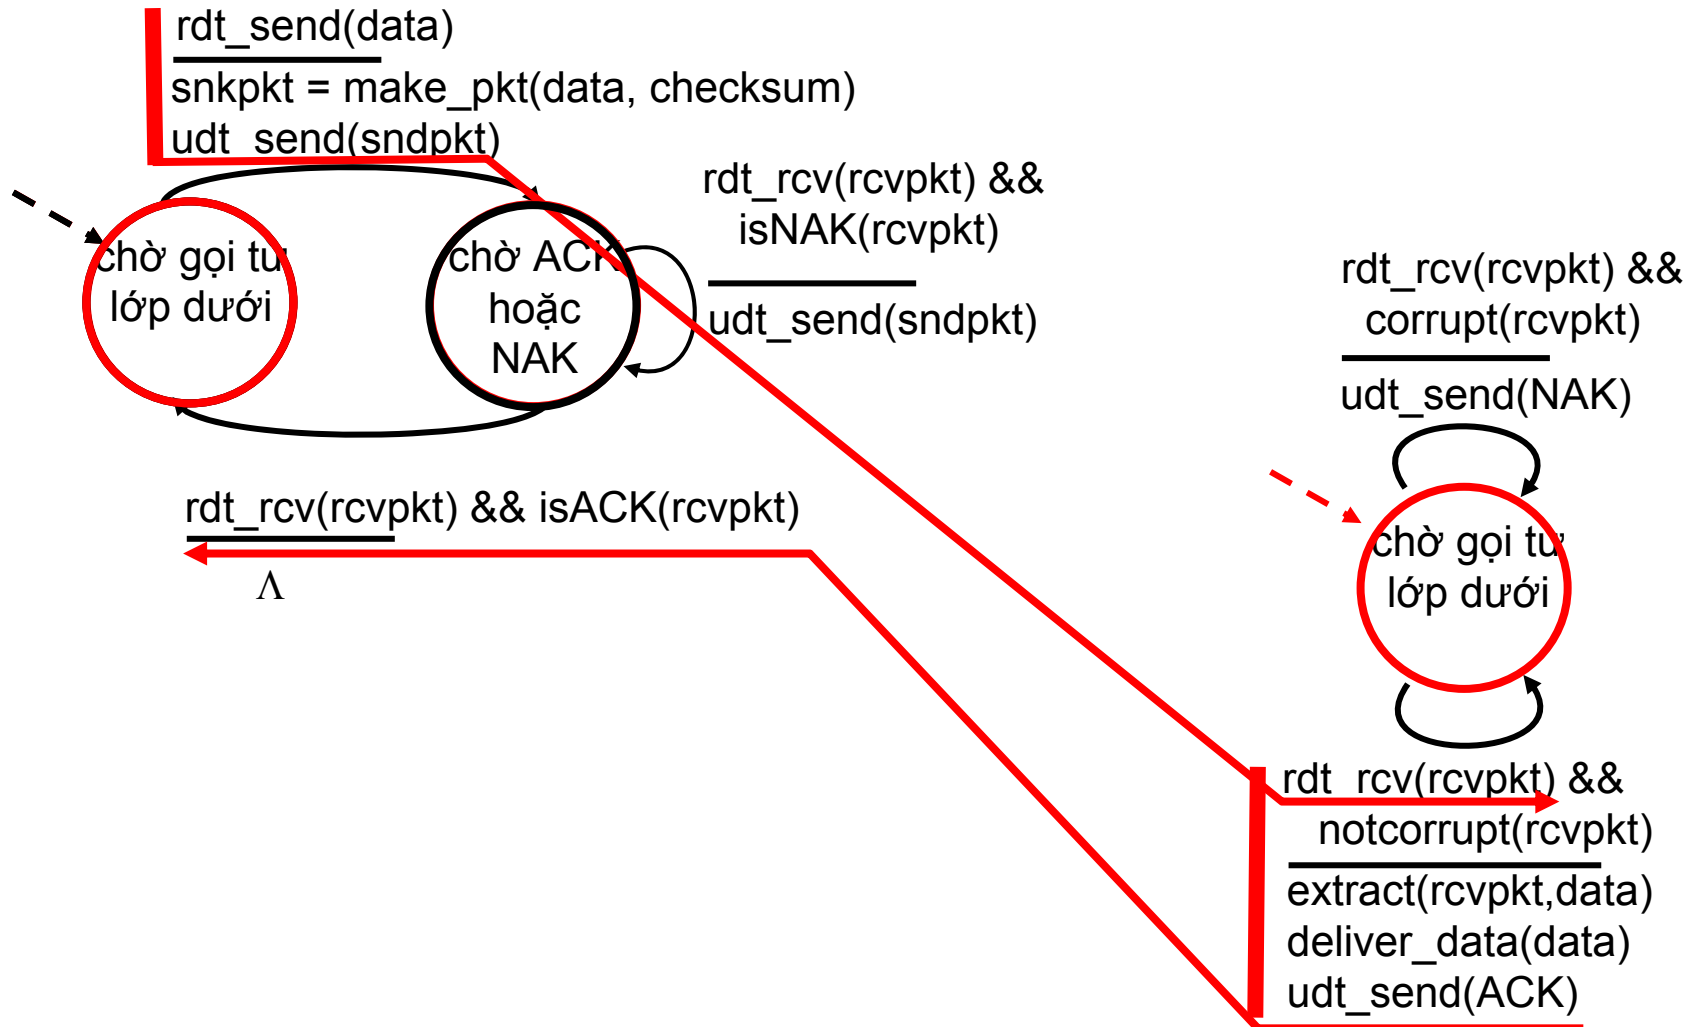 rdt_send(data)
snkpkt = make_pkt(data, checksum)
udt_send(sndpkt)
chờ gọi từ
lớp dưới
chờ ACK
hoặc
NAK
rdt_rcv(rcvpkt) &&
isNAK(rcvpkt)
udt_send(sndpkt)
rdt_rcv(rcvpkt) && isACK(rcvpkt)
Λ
rdt_rcv(rcvpkt) &&
corrupt(rcvpkt)
udt_send(NAK)
chờ gọi từ
lớp dưới
rdt_rcv(rcvpkt) &&
notcorrupt(rcvpkt)
extract(rcvpkt,data)
deliver_data(data)
udt_send(ACK)